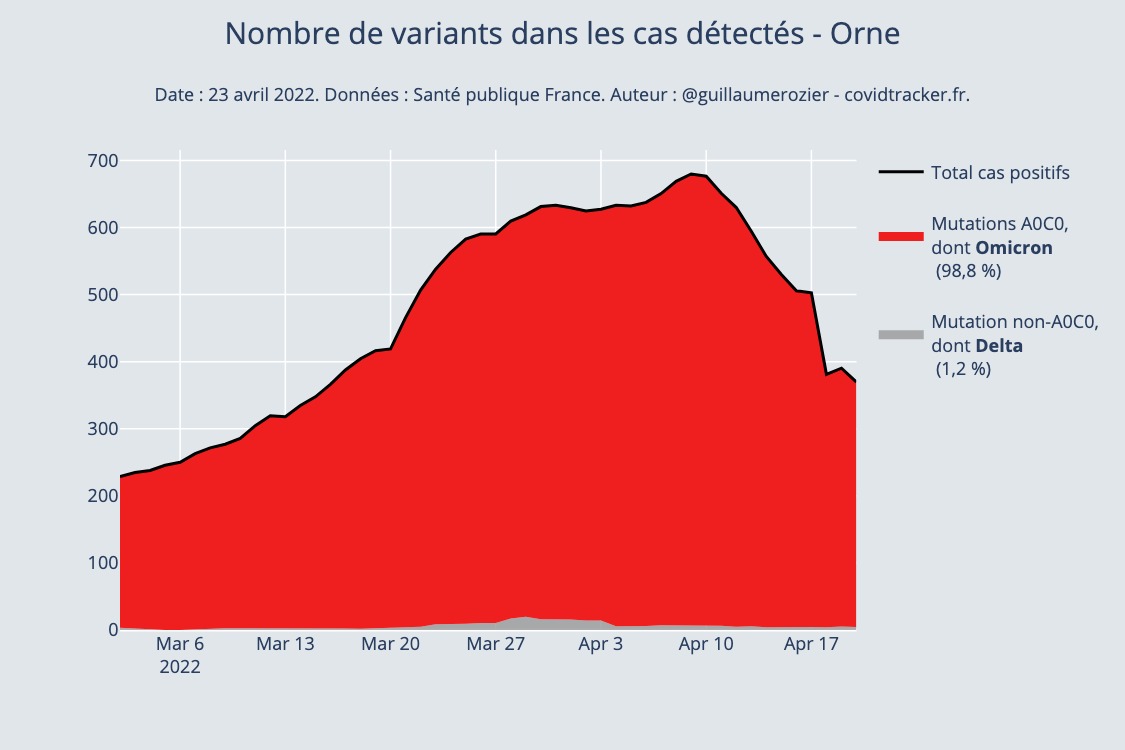 Nombre de variants dans les cas détectés - Orne
Date : 23 avril 2022. Données : Santé publique France. Auteur : @guillaumerozier - covidtracker.fr.
700
600
500
400
300
200
100
0
Mar 6
2022
Mar 13
Mar 20
Mar 27
Apr 3
Apr 10
Apr 17
Total cas positifs
Mutations A0C0,
dont Omicron
(98,8 %)
Mutation non-A0C0,
dont Delta
(1,2 %)